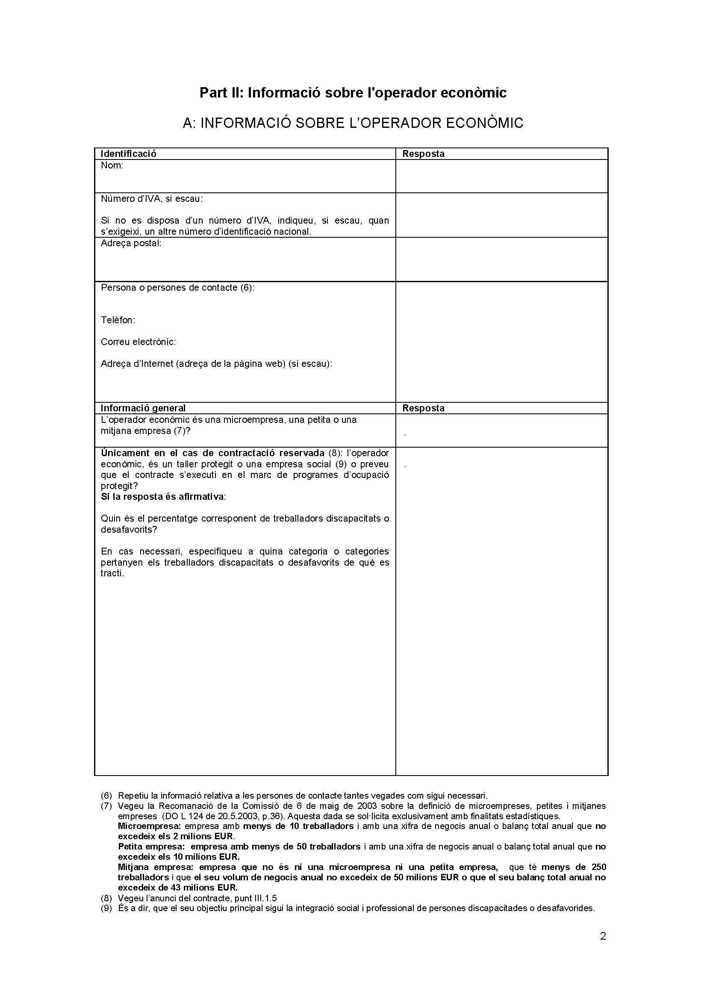 Part II: Informació sobre l'operador econòmic
A: INFORMACIÓ SOBRE L’OPERADOR ECONÒMIC
Identificació
Resposta
Nom:
Número d’IVA, si escau:
Si no es disposa d’un número d’IVA, indiqueu, si escau, quan
s’exigeixi, un altre número d’identificació nacional.
Adreça postal:
Persona o persones de contacte (6):
Telèfon:
Correu electrònic:
Adreça d’Internet (adreça de la pàgina web) (si escau):
Informació general
Resposta
L’operador econòmic és una microempresa, una petita o una
mitjana empresa (7)?
.
Únicament en el cas de contractació reservada (8): l’operador
econòmic, és un taller protegit o una empresa social (9) o preveu
que el contracte s’executi en el marc de programes d’ocupació
protegit?
.
Si la resposta és afirmativa:
Quin és el percentatge corresponent de treballadors discapacitats o
desafavorits?
En cas necessari, especifiqueu a quina categoria o categories
pertanyen els treballadors discapacitats o desafavorits de què es
tracti.
(6) Repetiu la informació relativa a les persones de contacte tantes vegades com sigui necessari.
(7) Vegeu la Recomanació de la Comissió de 6 de maig de 2003 sobre la definició de microempreses, petites i mitjanes
empreses (DO L 124 de 20.5.2003, p.36). Aquesta dada se sol·licita exclusivament amb finalitats estadístiques.
Microempresa: empresa amb menys de 10 treballadors i amb una xifra de negocis anual o balanç total anual que no
excedeix els 2 milions EUR.
Petita empresa: empresa amb menys de 50 treballadors i amb una xifra de negocis anual o balanç total anual que no
excedeix els 10 milions EUR.
Mitjana empresa: empresa que no és ni una microempresa ni una petita empresa, que té menys de 250
treballadors i que el seu volum de negocis anual no excedeix de 50 milions EUR o que el seu balanç total anual no
excedeix de 43 milions EUR.
(8) Vegeu l’anunci del contracte, punt III.1.5
(9) És a dir, que el seu objectiu principal sigui la integració social i professional de persones discapacitades o desafavorides.
2